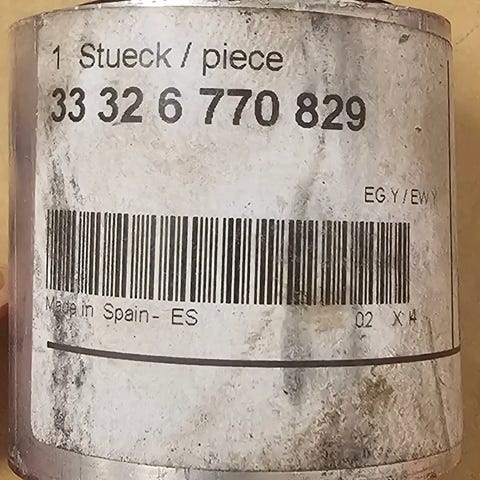 1 Stueck / piece
33 32 6 770 829
EG Y / EW Y
Made in Spain - ES
02 X H